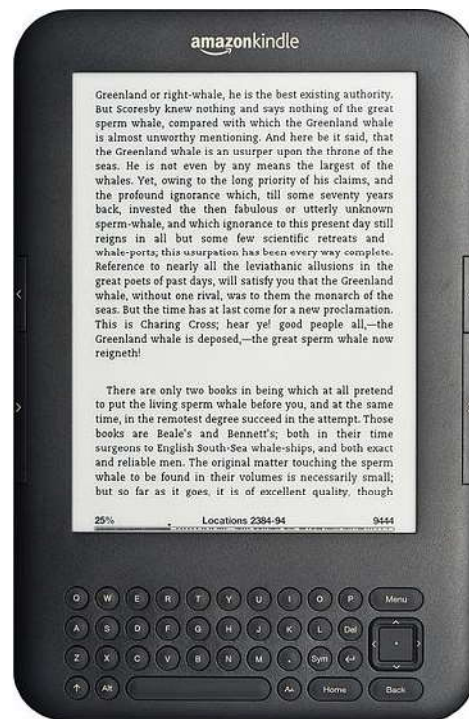 amazonkindle
Greenland or right-whale, he is the best existing authority.
But Scoresby knew nothing and says nothing of the great
sperm whale, compared with which the Greenland whale
is almost unworthy mentioning. And here be it said, that
the Greenland whale is an usurper upon the throne of the
seas. He is not even by any means the largest of the
whales. Yet, owing to the long priority of his claims, and
the profound ignorance which, till some seventy years
back, invested the then fabulous or utterly unknown
sperm-whale, and which ignorance to this present day still
reigns in all but some few scientific retreats and
whale-ports; this usurpation has been every way complete.
Reference to nearly all the leviathanic allusions in the
great poets of past days, will satisfy you that the Greenland
whale, without one rival, was to them the monarch of the
seas. But the time has at last come for a new proclamation.
This is Charing Cross; hear ye! good people all,—the
Greenland whale is deposed,—the great sperm whale now
reigneth!
There are only two books in being which at all pretend
to put the living sperm whale before you, and at the same
time, in the remotest degree succeed in the attempt. Those
books are Beale's and Bennett's; both in their time
surgeons to English South-Sea whale-ships, and both exact
and reliable men. The original matter touching the sperm
whale to be found in their volumes is necessarily small;
but so far as it goes, it is of excellent quality, though
25% Locations 2384-94 9444
Q W E R T Y U I O P Menu
A S D F G H J K L Del
Z X C V B N M . Sym ↵
↑ Alt Aa Home Back